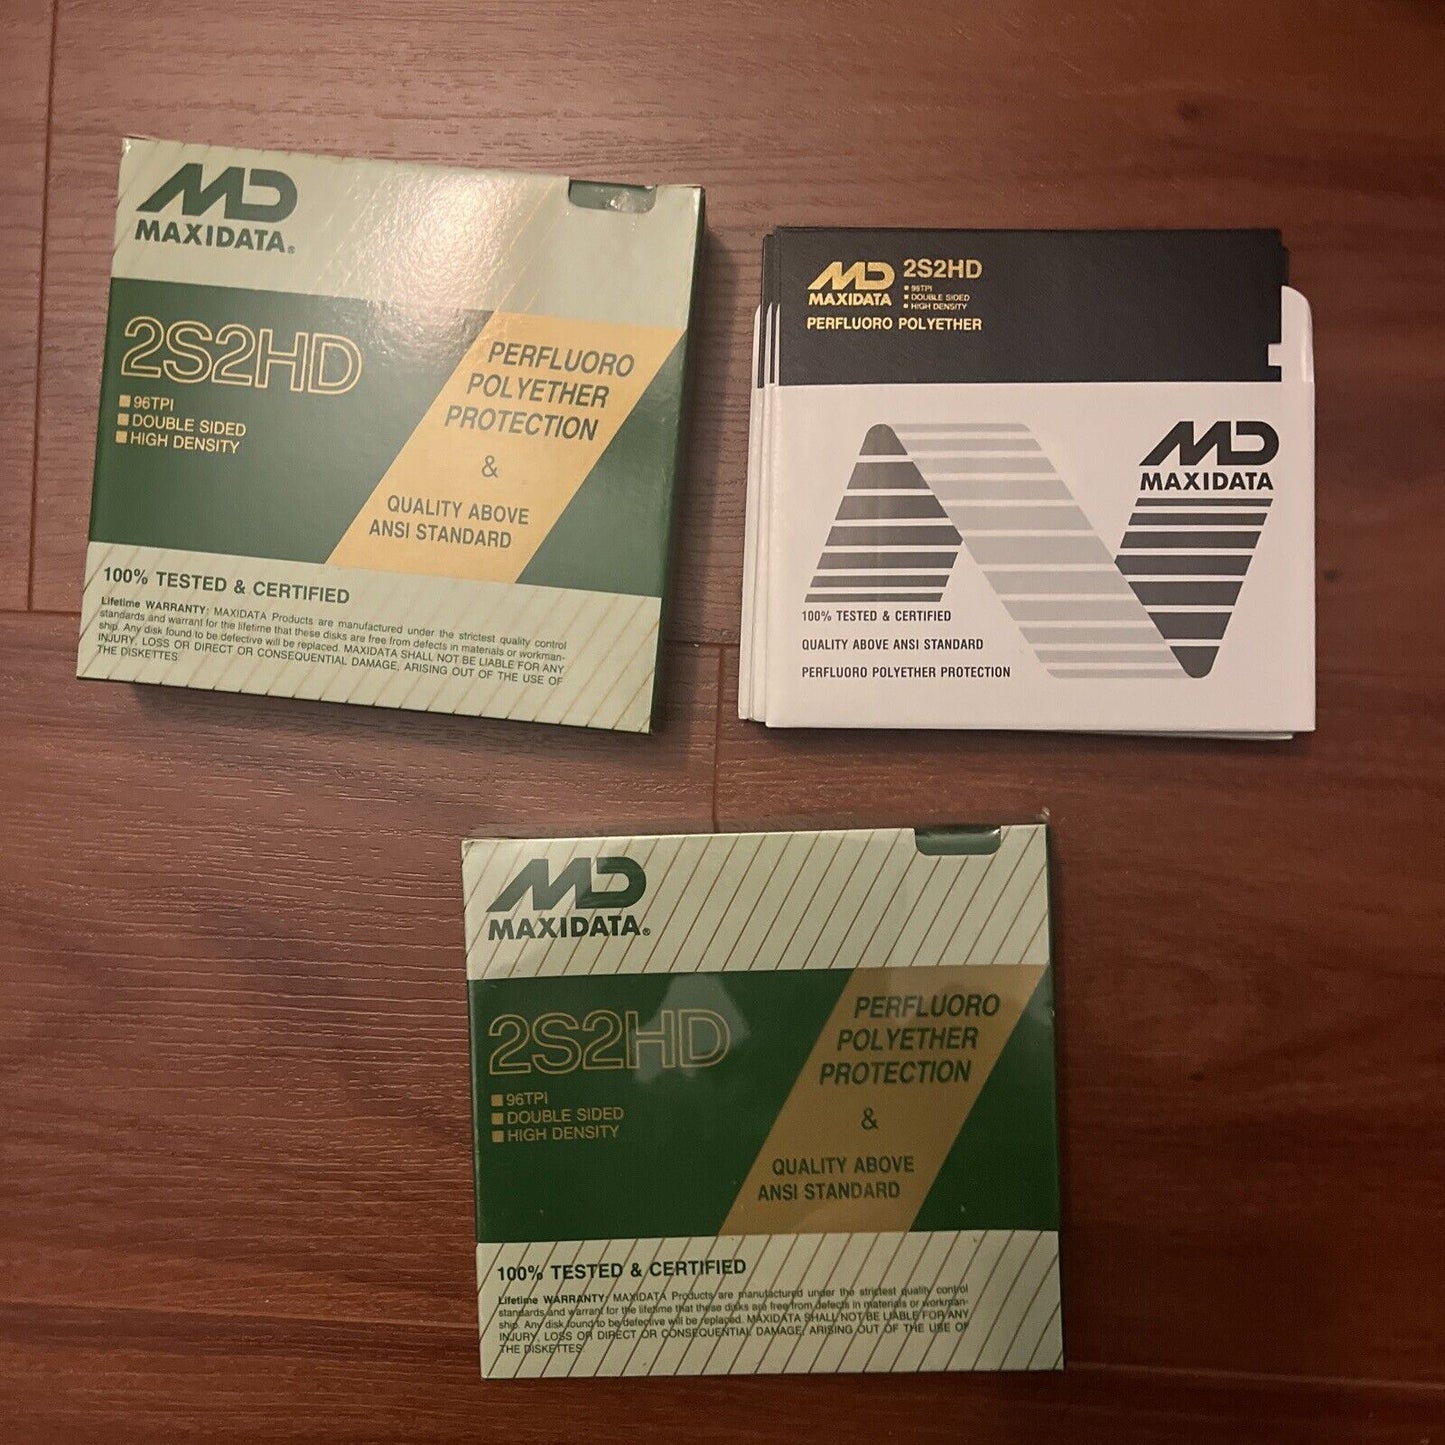 MD
MAXIDATA®
2S2HD
96TPI
DOUBLE SIDED
HIGH DENSITY
PERFLUORO
POLYETHER
PROTECTION
&
QUALITY ABOVE
ANSI STANDARD
100% TESTED & CERTIFIED
Lifetime WARRANTY: MAXIDATA Products are manufactured under the strictest quality control
standards and warrant for the lifetime that these disks are free from defects in materials or workman-
ship. Any disk found to be defective will be replaced. MAXIDATA SHALL NOT BE LIABLE FOR ANY
INJURY, LOSS OR DIRECT OR CONSEQUENTIAL DAMAGE, ARISING OUT OF THE USE OF
THE DISKETTES.
MD
MAXIDATA
2S2HD
96TPI
DOUBLE SIDED
HIGH DENSITY
PERFLUORO POLYETHER
MD
MAXIDATA
100% TESTED & CERTIFIED
QUALITY ABOVE ANSI STANDARD
PERFLUORO POLYETHER PROTECTION
MD
MAXIDATA®
2S2HD
96TPI
DOUBLE SIDED
HIGH DENSITY
PERFLUORO
POLYETHER
PROTECTION
&
QUALITY ABOVE
ANSI STANDARD
100% TESTED & CERTIFIED
Lifetime WARRANTY: MAXIDATA Products are manufactured under the strictest quality control
standards and warrant for the lifetime that these disks are free from defects in materials or workman-
ship. Any disk found to be defective will be replaced. MAXIDATA SHALL NOT BE LIABLE FOR ANY
INJURY, LOSS OR DIRECT OR CONSEQUENTIAL DAMAGE, ARISING OUT OF THE USE OF
THE DISKETTES.